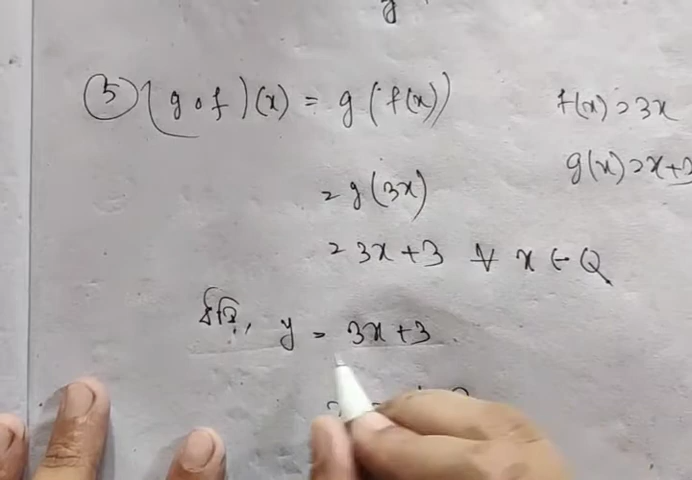 y
(5) (g o f)(x) = g(f(x))
f(x) = 3x
g(x) = x+3
= g(3x)
= 3x+3 ∀ x ∈ Q
ধরি, y = 3x+3